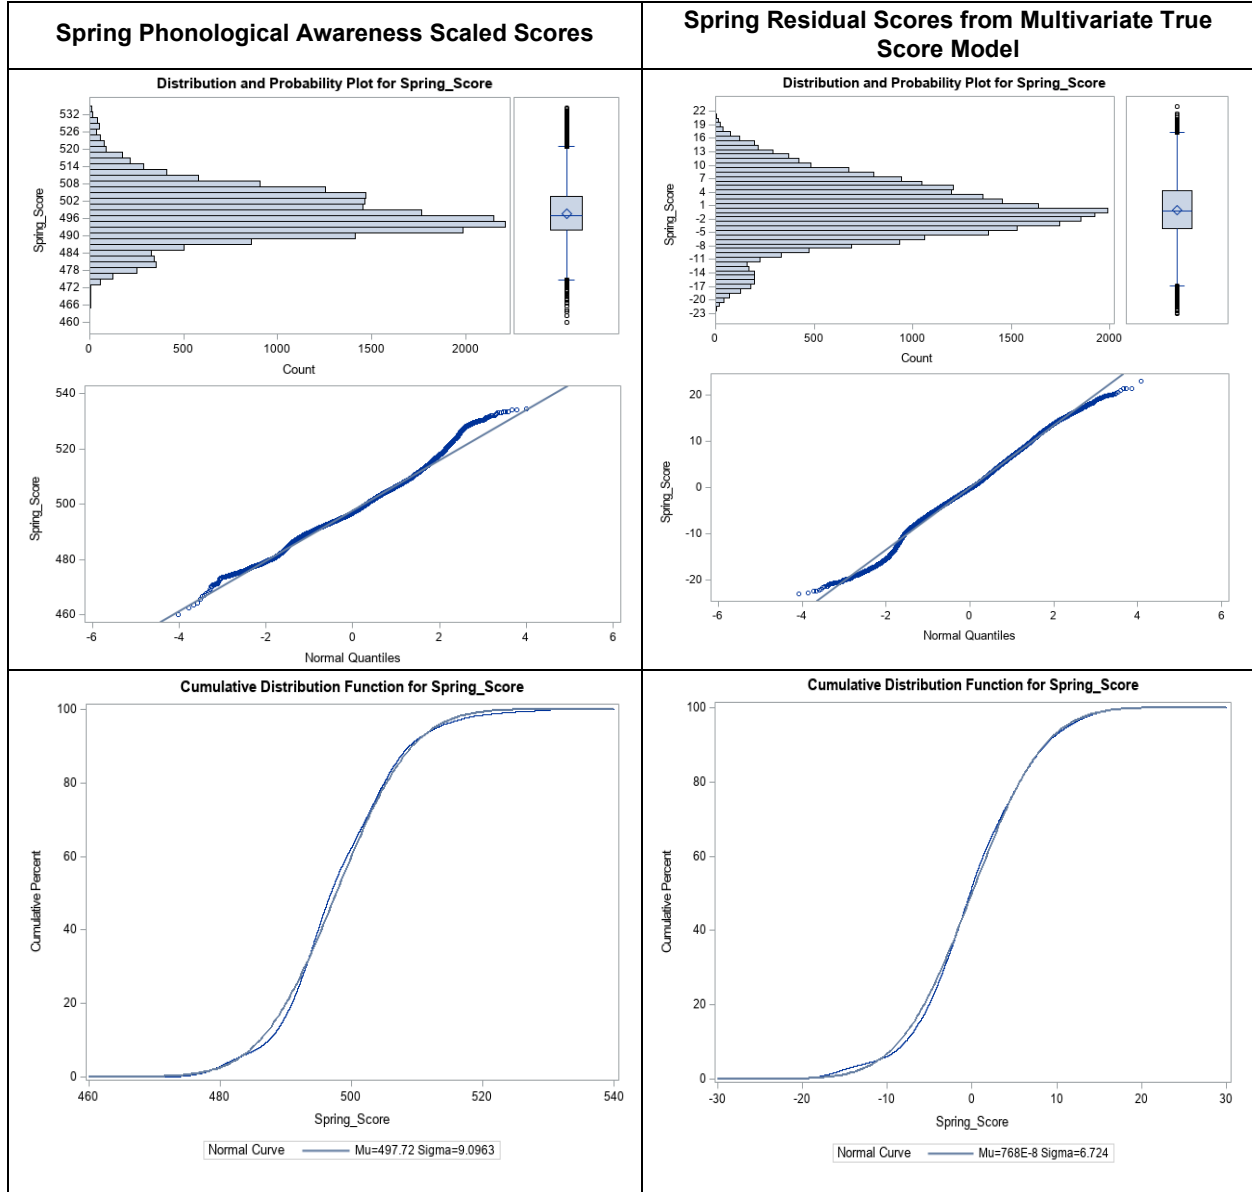 Spring Phonological Awareness Scaled Scores
Spring Residual Scores from Multivariate True
Score Model
Distribution and Probability Plot for Spring_Score
Spring_Score
532
526
520
514
508
502
496
490
484
478
472
466
460
0 500 1000 1500 2000
Count
540
520
500
480
460
Spring_Score
-6 -4 -2 0 2 4 6
Normal Quantiles
Distribution and Probability Plot for Spring_Score
Spring_Score
22
19
16
13
10
7
4
1
-2
-5
-8
-11
-14
-17
-20
-23
0 500 1000 1500 2000
Count
20
10
0
-10
-20
Spring_Score
-6 -4 -2 0 2 4 6
Normal Quantiles
Cumulative Distribution Function for Spring_Score
100
80
60
40
20
0
Cumulative Percent
460 480 500 520 540
Spring_Score
Normal Curve Mu=497.72 Sigma=9.0963
Cumulative Distribution Function for Spring_Score
100
80
60
40
20
0
Cumulative Percent
-30 -20 -10 0 10 20 30
Spring_Score
Normal Curve Mu=768E-8 Sigma=6.724